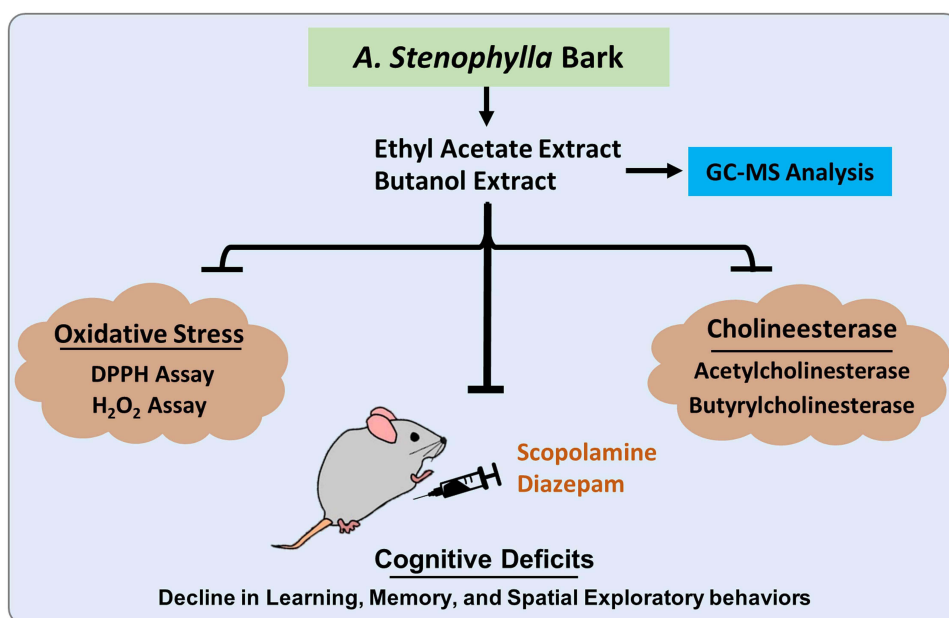 A. Stenophylla Bark
Ethyl Acetate Extract
Butanol Extract
GC-MS Analysis
Oxidative Stress
DPPH Assay
H₂O₂ Assay
Cholineesterase
Acetylcholinesterase
Butyrylcholinesterase
Scopolamine
Diazepam
Cognitive Deficits
Decline in Learning, Memory, and Spatial Exploratory behaviors